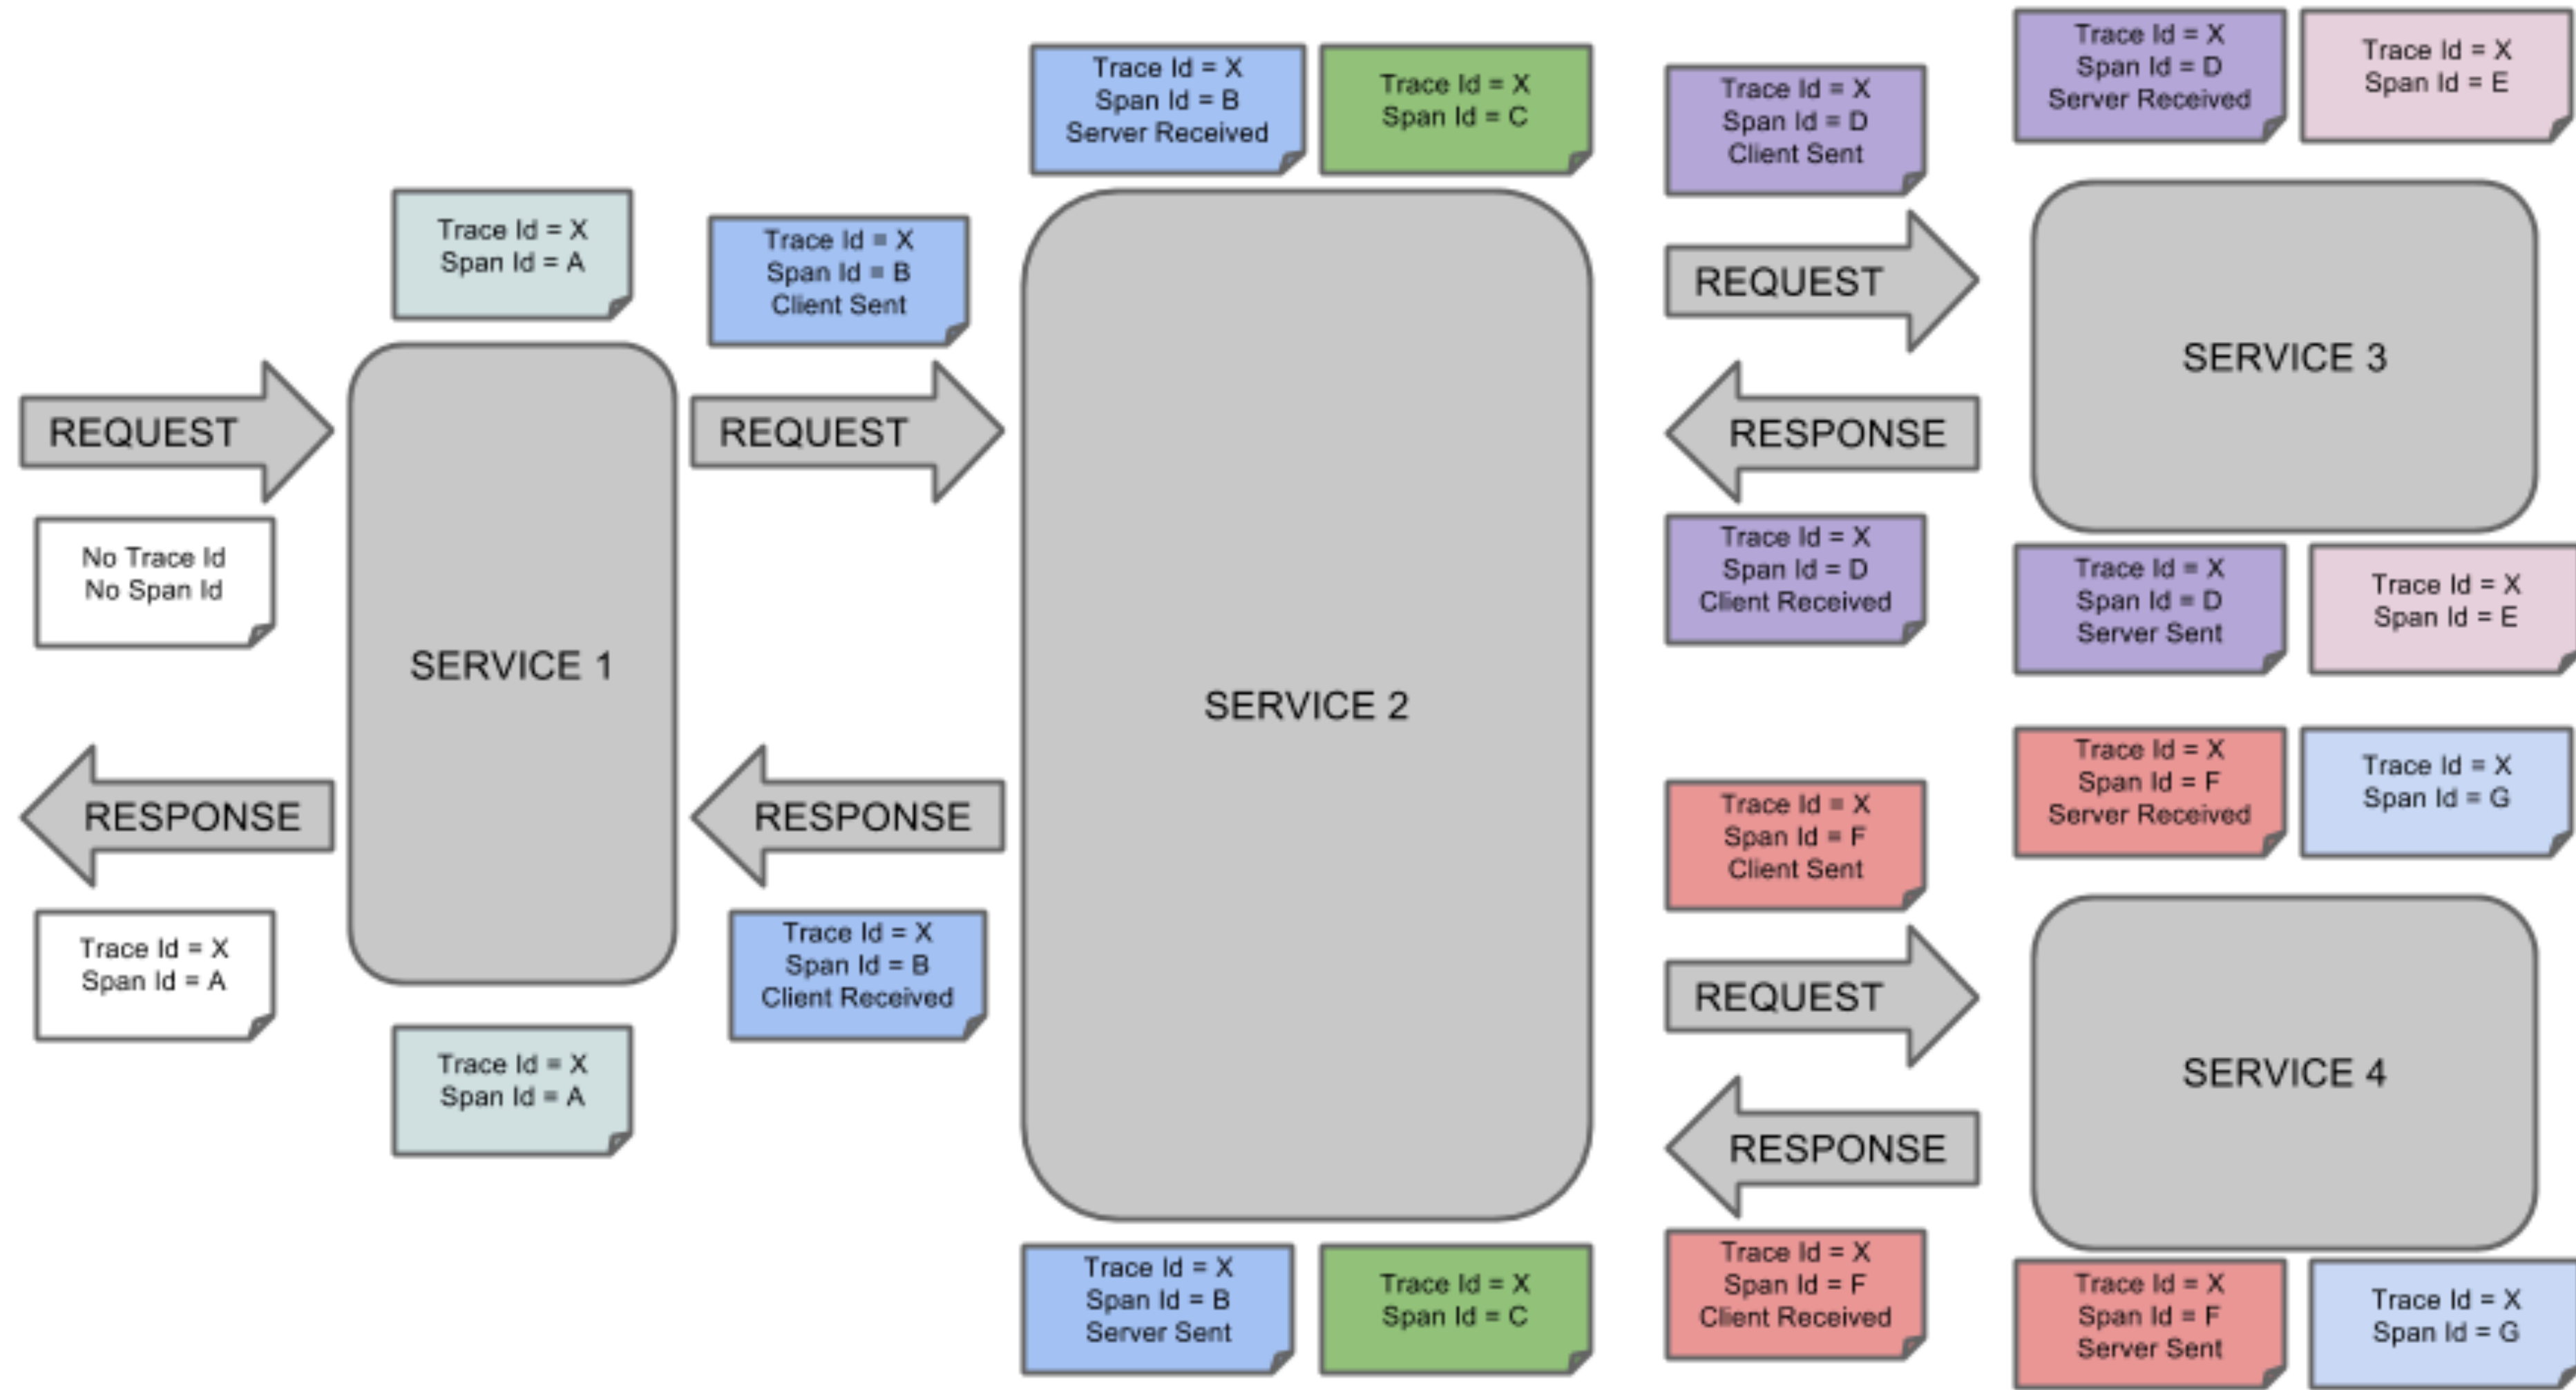 Trace Id = X
Span Id = A
REQUEST
No Trace Id
No Span Id
SERVICE 1
RESPONSE
Trace Id = X
Span Id = A
Trace Id = X
Span Id = A
Trace Id = X
Span Id = B
Client Sent
REQUEST
RESPONSE
Trace Id = X
Span Id = B
Client Received
Trace Id = X
Span Id = B
Server Received
Trace Id = X
Span Id = C
SERVICE 2
Trace Id = X
Span Id = B
Server Sent
Trace Id = X
Span Id = C
Trace Id = X
Span Id = D
Client Sent
REQUEST
RESPONSE
Trace Id = X
Span Id = D
Client Received
Trace Id = X
Span Id = D
Server Received
Trace Id = X
Span Id = E
SERVICE 3
Trace Id = X
Span Id = D
Server Sent
Trace Id = X
Span Id = E
Trace Id = X
Span Id = F
Client Sent
REQUEST
RESPONSE
Trace Id = X
Span Id = F
Client Received
Trace Id = X
Span Id = F
Server Received
Trace Id = X
Span Id = G
SERVICE 4
Trace Id = X
Span Id = F
Server Sent
Trace Id = X
Span Id = G